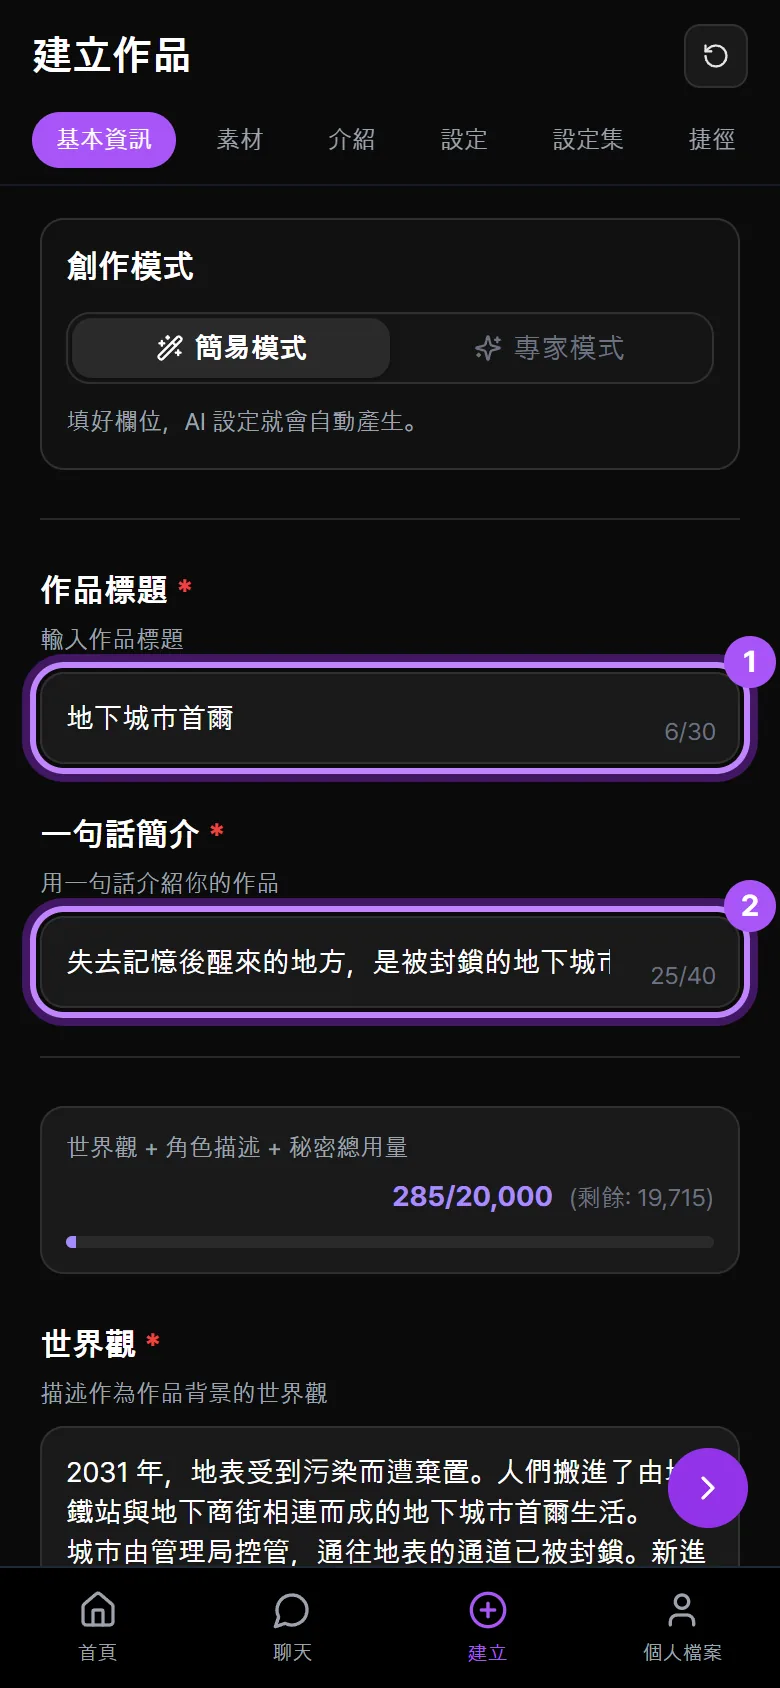 建立作品
基本資訊 素材 介紹 設定 設定集 捷徑
創作模式
簡易模式 專家模式
填好欄位，AI 設定就會自動產生。
作品標題 *
輸入作品標題
1
地下城市首爾
6/30
一句話簡介 *
用一句話介紹你的作品
2
失去記憶後醒來的地方，是被封鎖的地下城市
25/40
世界觀 + 角色描述 + 秘密總用量
285/20,000 (剩餘: 19,715)
世界觀 *
描述作為作品背景的世界觀
2031 年，地表受到污染而遭棄置。人們搬進了由地
鐵站與地下商街相連而成的地下城市首爾生活。
城市由管理局控管，通往地表的通道已被封鎖。新進
首頁 聊天 建立 個人檔案